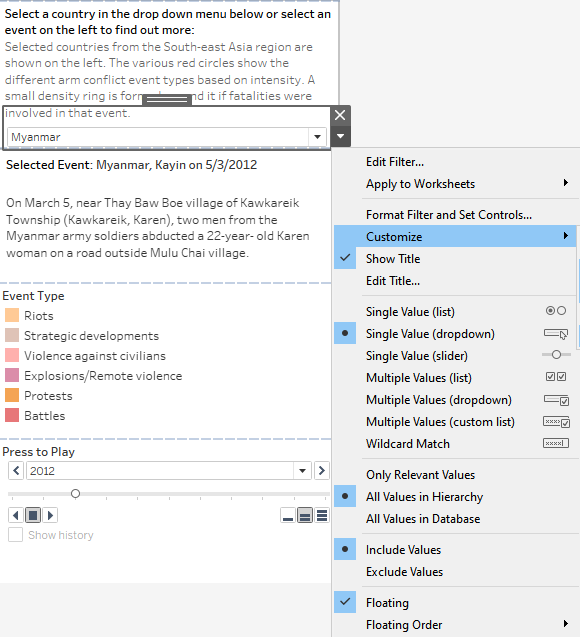 Select a country in the drop down menu below or select an
event on the left to find out more:
Selected countries from the South-east Asia region are
shown on the left. The various red circles show the
different arm conflict event types based on intensity. A
small density ring is nd it if fatalities were
involved in that event.
Myanmar
Selected Event: Myanmar, Kayin on 5/3/2012
On March 5, near Thay Baw Boe village of Kawkareik
Township (Kawkareik, Karen), two men from the
Myanmar army soldiers abducted a 22-year- old Karen
woman on a road outside Mulu Chai village.
Event Type
Riots
Strategic developments
Violence against civilians
Explosions/Remote violence
Protests
Battles
Press to Play
2012
Show history
Edit Filter...
Apply to Worksheets
Format Filter and Set Controls...
Customize
Show Title
Edit Title...
Single Value (list)
Single Value (dropdown)
Single Value (slider)
Multiple Values (list)
Multiple Values (dropdown)
Multiple Values (custom list)
Wildcard Match
Only Relevant Values
All Values in Hierarchy
All Values in Database
Include Values
Exclude Values
Floating
Floating Order